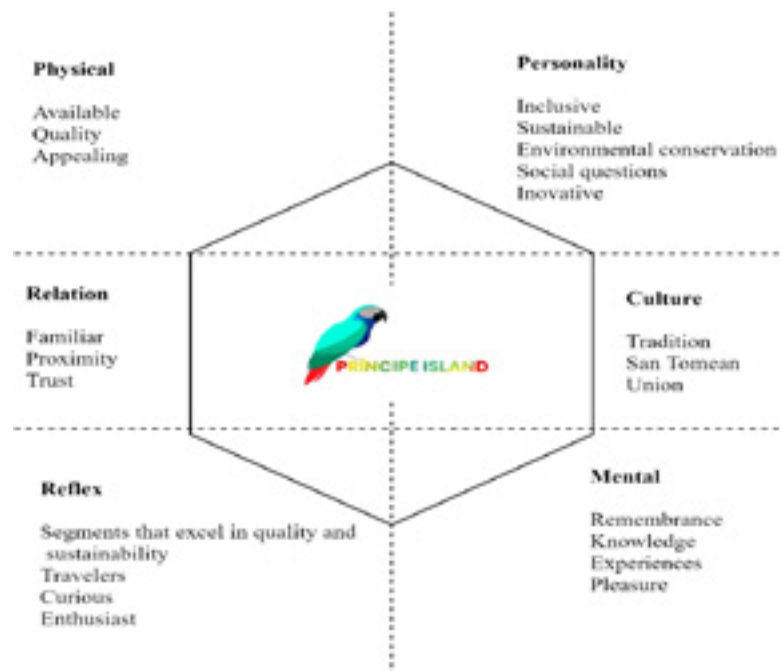 Physical
Available
Quality
Appealing
Personality
Inclusive
Sustainable
Environmental conservation
Social questions
Inovative
Relation
Familiar
Proximity
Trust
PRINCIPE ISLAND
Culture
Tradition
San Tomean
Union
Reflex
Segments that excel in quality and
sustainability
Travelers
Curious
Enthusiast
Mental
Remembrance
Knowledge
Experiences
Pleasure